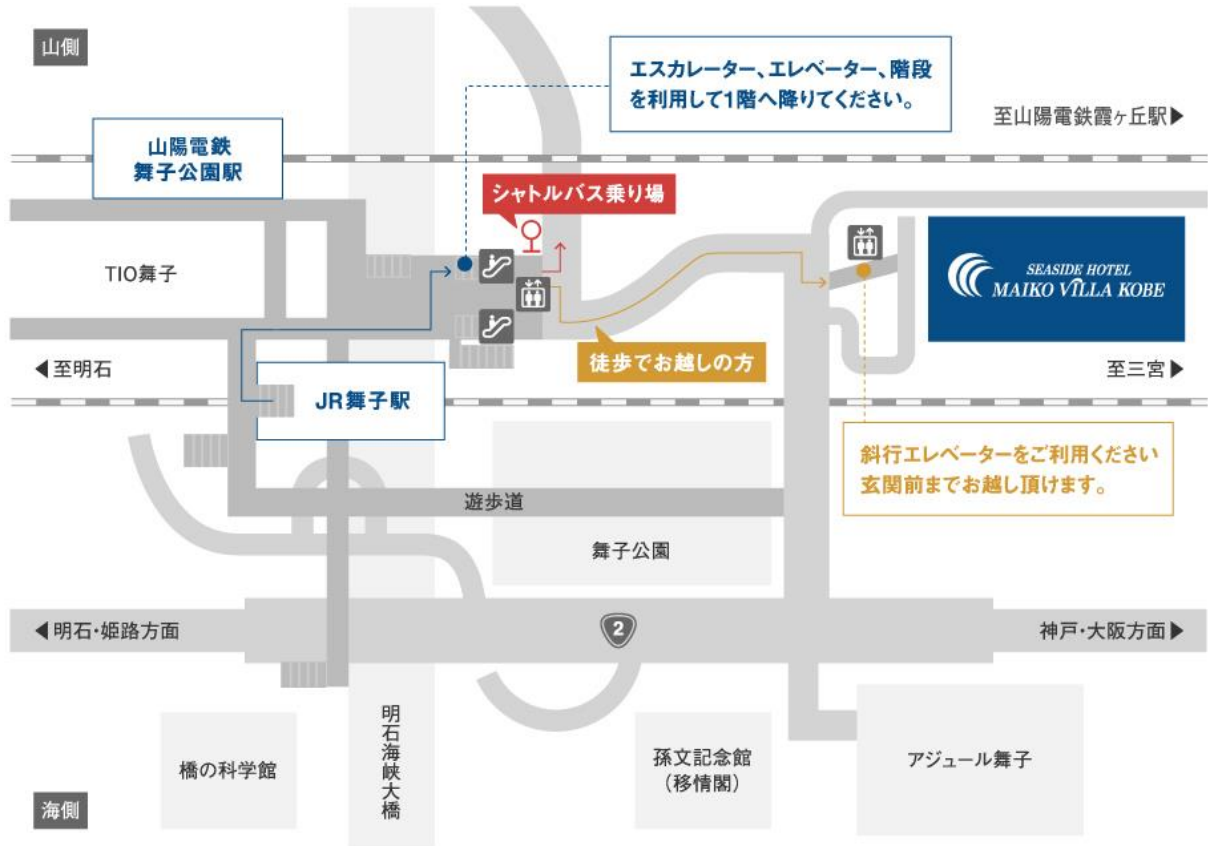 山側
エスカレーター、エレベーター、階段
を利用して1階へ降りてください。
至山陽電鉄霞ヶ丘駅▶
山陽電鉄
舞子公園駅
シャトルバス乗り場
TIO舞子
SEASIDE HOTEL
MAIKO VILLA KOBE
徒歩でお越しの方
◀至明石
至三宮▶
JR舞子駅
斜行エレベーターをご利用ください
玄関前までお越し頂けます。
遊歩道
舞子公園
◀明石・姫路方面
2
神戸・大阪方面▶
橋の科学館
明石海峡大橋
孫文記念館
(移情閣)
アジュール舞子
海側